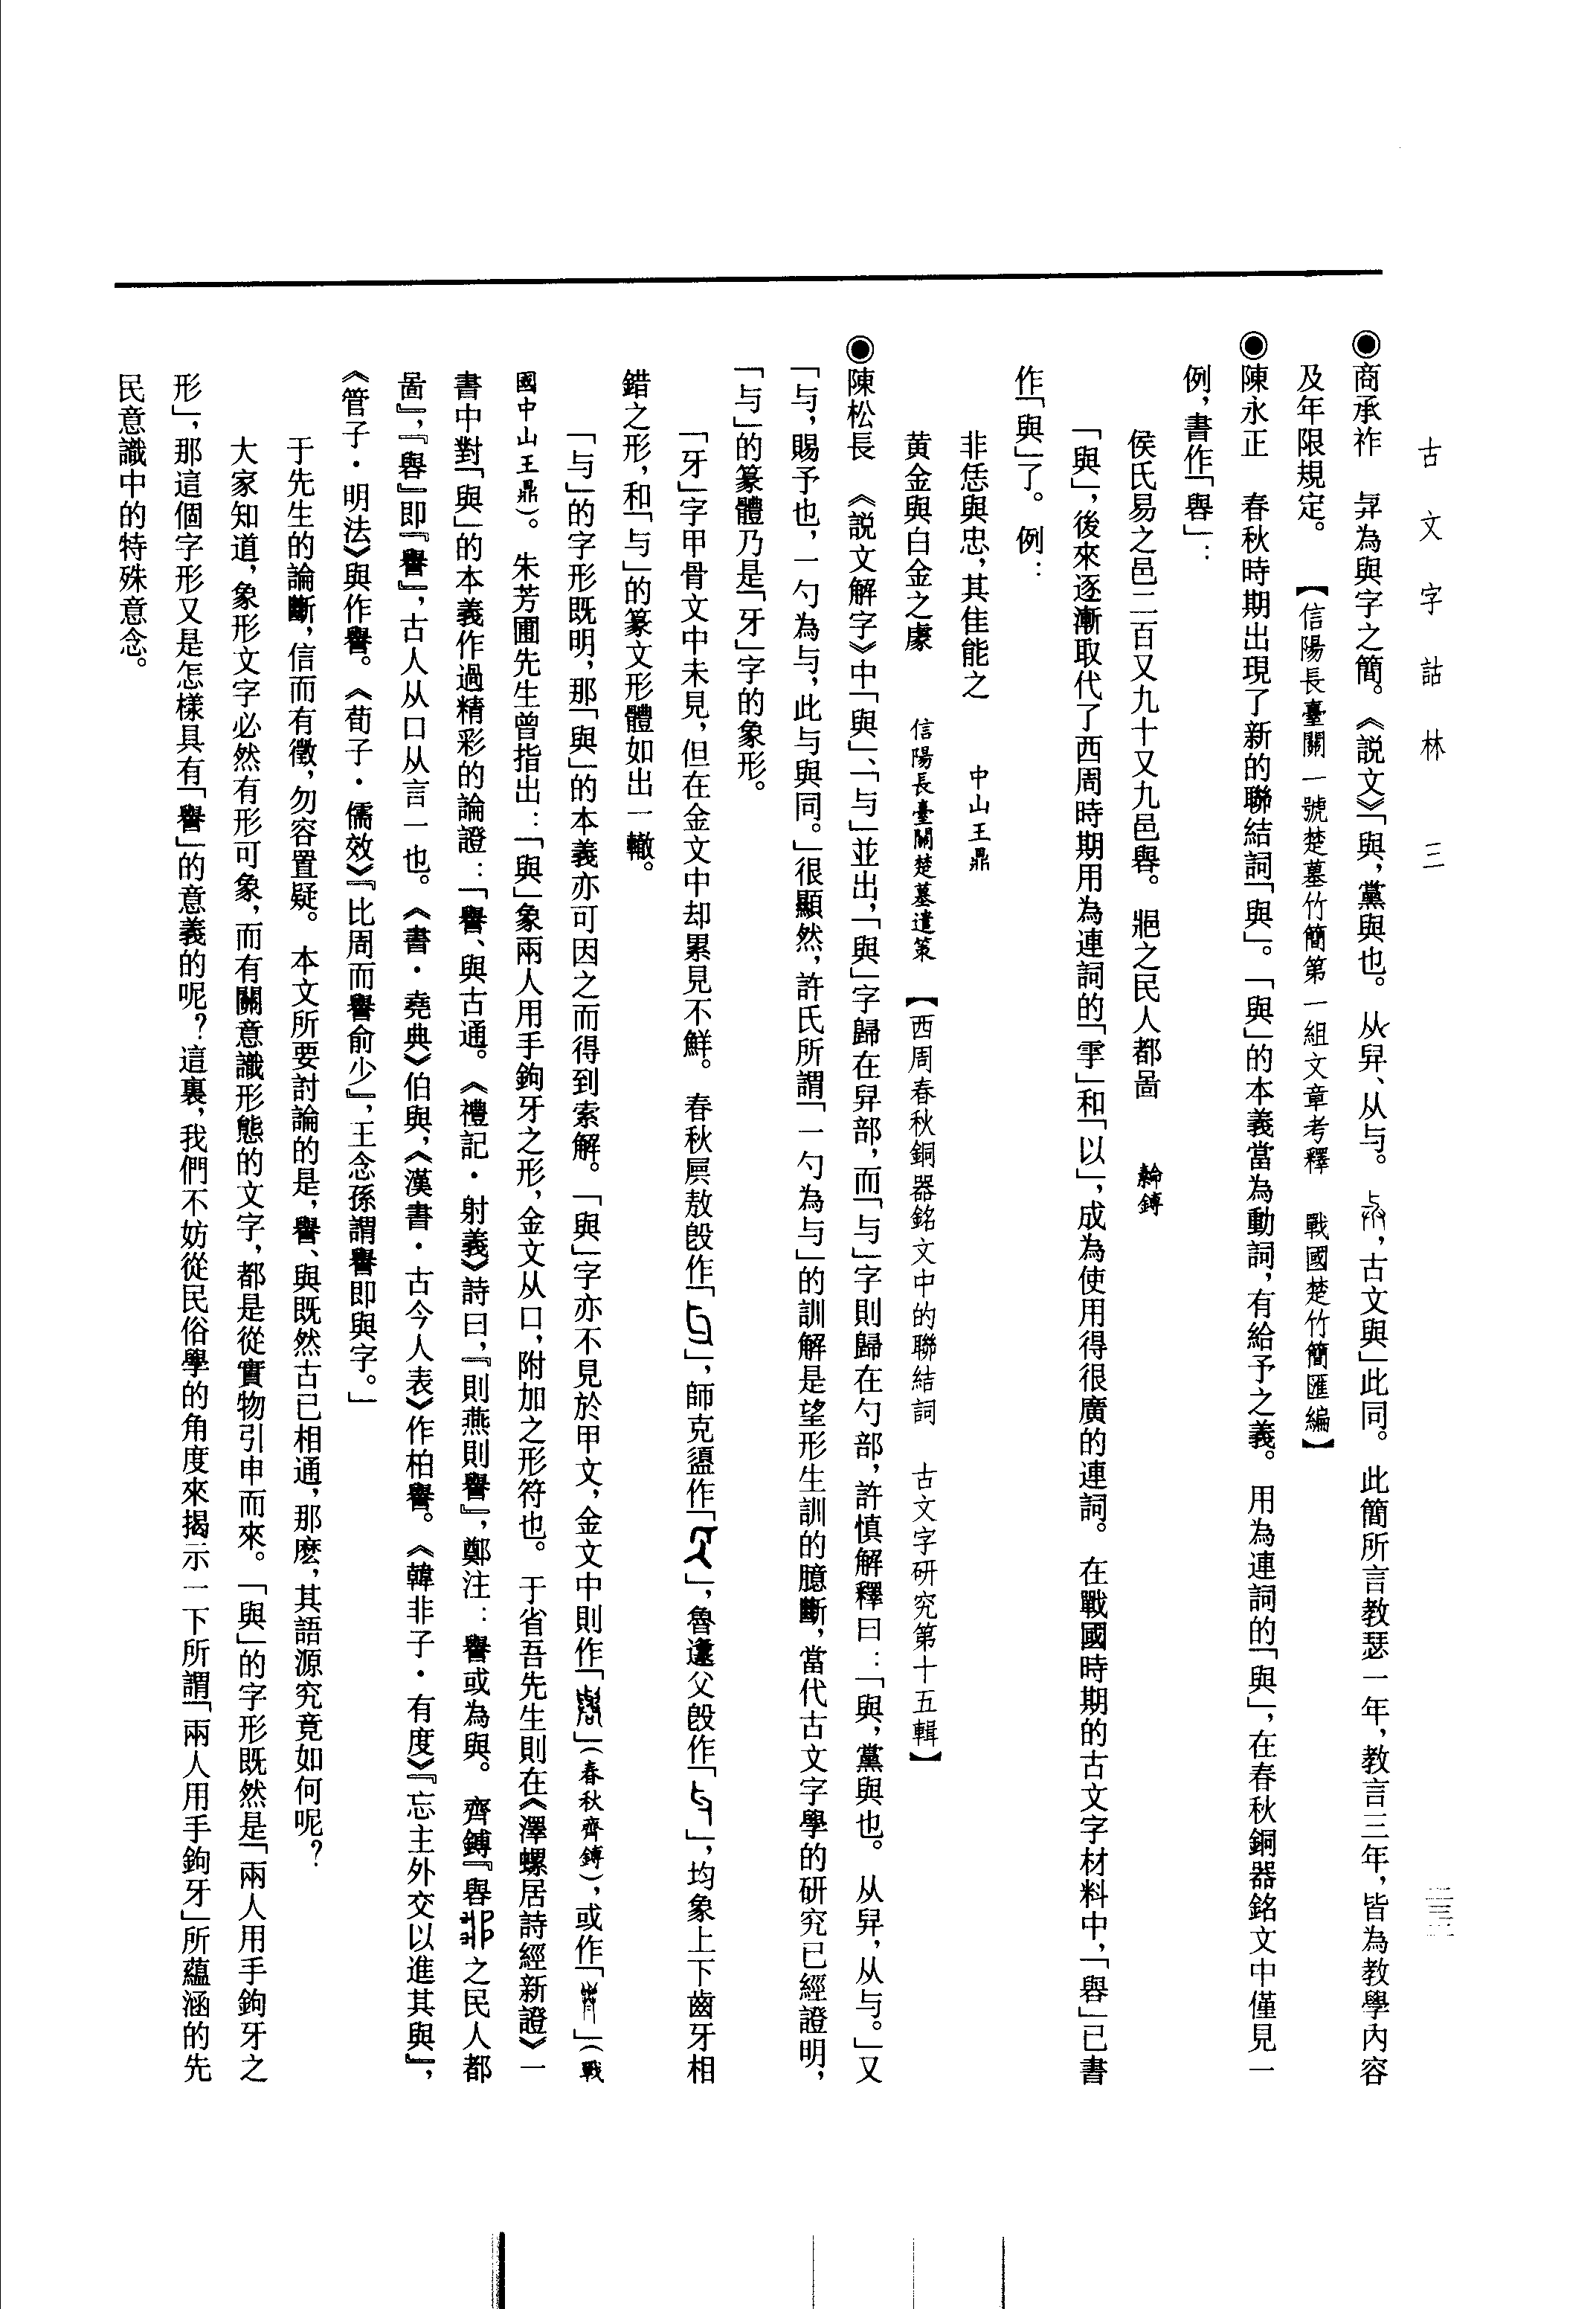 古文字詁林 三
◉商承祚　异為與字之簡。《說文》「與，黨與也。从舁、从与。，古文與」此同。此簡所言教瑟一年，教言三年，皆為教學內容
及年限規定。【信陽長臺關一號楚墓竹簡第一組文章考釋　戰國楚竹簡匯編】
◉陳永正　春秋時期出現了新的聯結詞「與」。「與」的本義當為動詞，有給予之義。用為連詞的「與」，在春秋銅器銘文中僅見一
例，書作「舉」：
侯氏易之邑二百又九十又九邑舉。郒之民人都啚　鎛
「與」，後來逐漸取代了西周時期用為連詞的「雩」和「以」，成為使用得很廣的連詞。在戰國時期的古文字材料中，「舉」已書
作「與」了。例：
非恁與忠，其隹能之　中山王鼎
黄金與白金之　信陽長臺關楚墓遣策　【西周春秋銅器銘文中的聯結詞　古文字研究第十五輯】
◉陳松長　《說文解字》中「與」、「与」並出，「與」字歸在舁部，而「与」字則歸在勺部，許慎解釋曰：「與，黨與也。从舁，从与。」又
「与，賜予也，一勺為与，此与與同。」很顯然，許氏所謂「一勺為与」的訓解是望形生訓的臆斷，當代古文字學的研究已經證明，
「与」的篆體乃是「牙」字的象形。
「牙」字甲骨文中未見，但在金文中却累見不鮮。春秋㕑敖𣪘作「」，師克盨作「」，魯父𣪘作「」，均象上下齒牙相
錯之形，和「与」的篆文形體如出一轍。
「与」的字形既明，那「與」的本義亦可因之而得到索解。「與」字亦不見於甲文，金文中則作「」（春秋齊鎛），或作「」（戰
國中山王鼎）。朱芳圃先生曾指出：「與」象兩人用手鉤牙之形，金文从口，附加之形符也。于省吾先生則在《澤螺居詩經新證》一
書中對「與」的本義作過精彩的論證：「譽、與古通。《禮記·射義》詩曰，『則燕則譽』，鄭注：譽或為與。齊鎛『舉之民人都
啚』，『舉』即『譽』，古人从口从言一也。《書·堯典》伯與，《漢書·古今人表》作柏譽。《韓非子·有度》『忘主外交以進其與』，
《管子·明法》與作譽。《荀子·儒效》『比周而譽俞少』，王念孫謂譽即與字。」
于先生的論斷，信而有徵，勿容置疑。本文所要討論的是，譽、與既然古已相通，那麽，其語源究竟如何呢？
大家知道，象形文字必然有形可象，而有關意識形態的文字，都是從實物引申而來。「與」的字形既然是「兩人用手鉤牙之
形」，那這個字形又是怎樣具有「譽」的意義的呢？這裏，我們不妨從民俗學的角度來揭示一下所謂「兩人用手鉤牙」所蘊涵的先
民意識中的特殊意念。